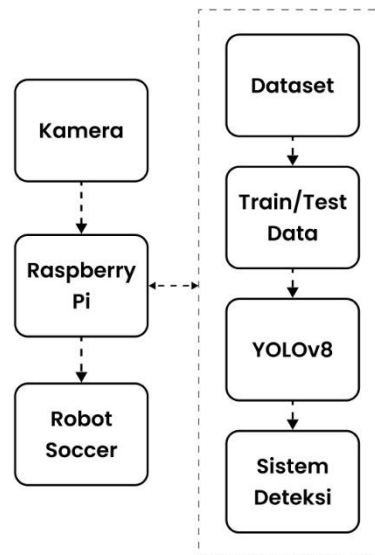 Kamera
Raspberry
Pi
Robot
Soccer
Dataset
Train/Test
Data
YOLOv8
Sistem
Deteksi